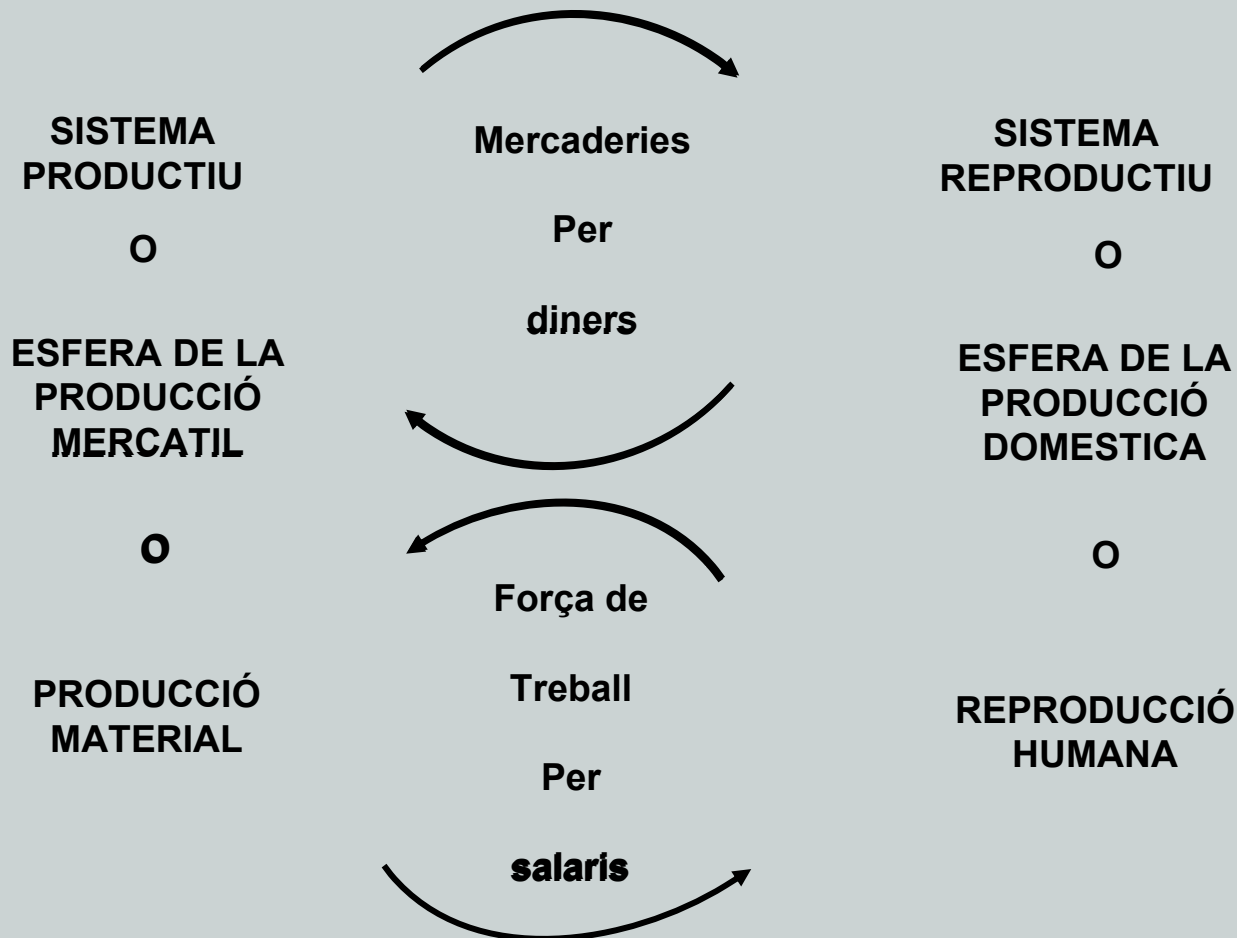 SISTEMA
PRODUCTIU
O
ESFERA DE LA
PRODUCCIÓ
MERCATIL
O
PRODUCCIÓ
MATERIAL
Mercaderies
Per
diners
Força de
Treball
Per
salaris
SISTEMA
REPRODUCTIU
O
ESFERA DE LA
PRODUCCIÓ
DOMESTICA
O
REPRODUCCIÓ
HUMANA